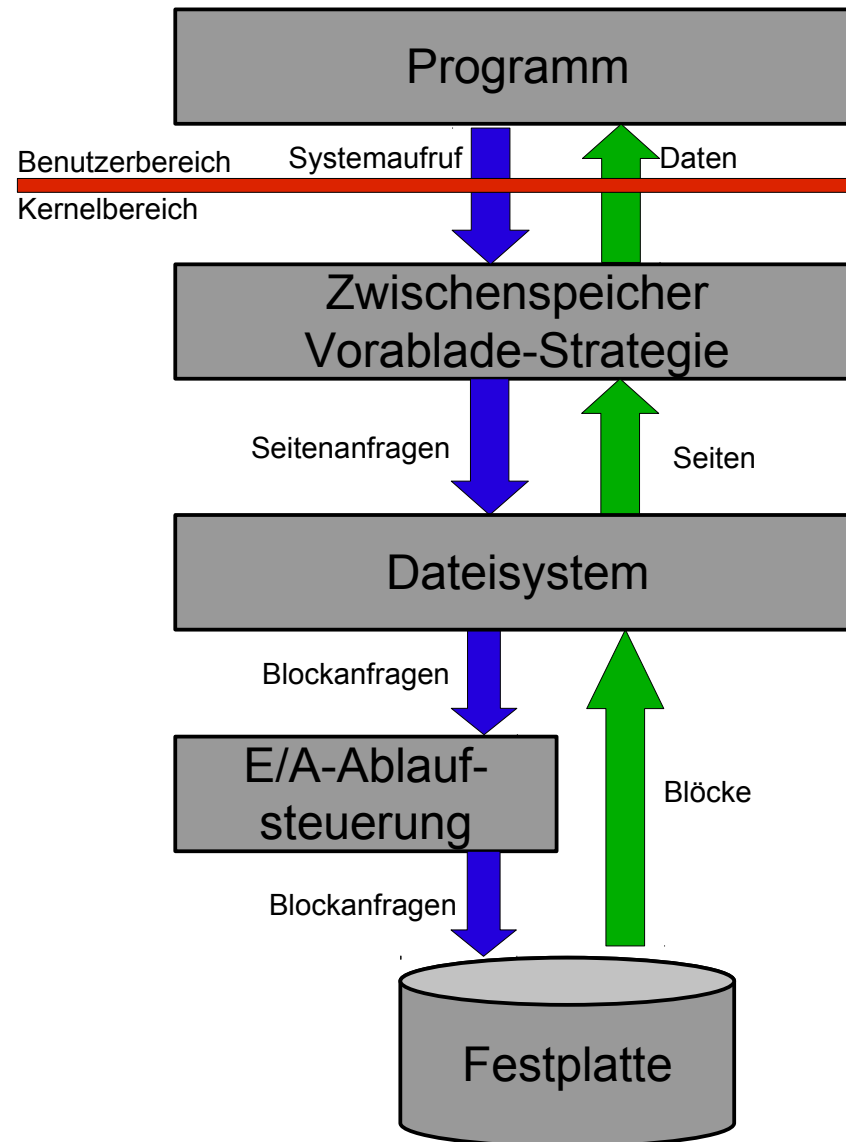 Programm
Benutzerbereich
Systemaufruf
Daten
Kernelbereich
Zwischenspeicher
Vorablade-Strategie
Seitenanfragen
Seiten
Dateisystem
Blockanfragen
E/A-Ablauf-
steuerung
Blöcke
Blockanfragen
Festplatte